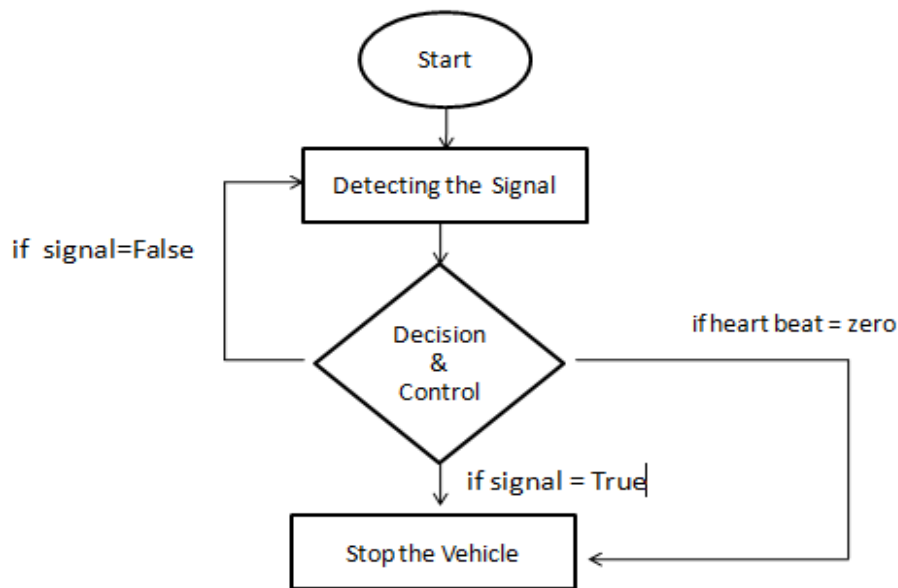 Start
Detecting the Signal
if signal=False
Decision
&
Control
if heart beat = zero
if signal = True
Stop the Vehicle